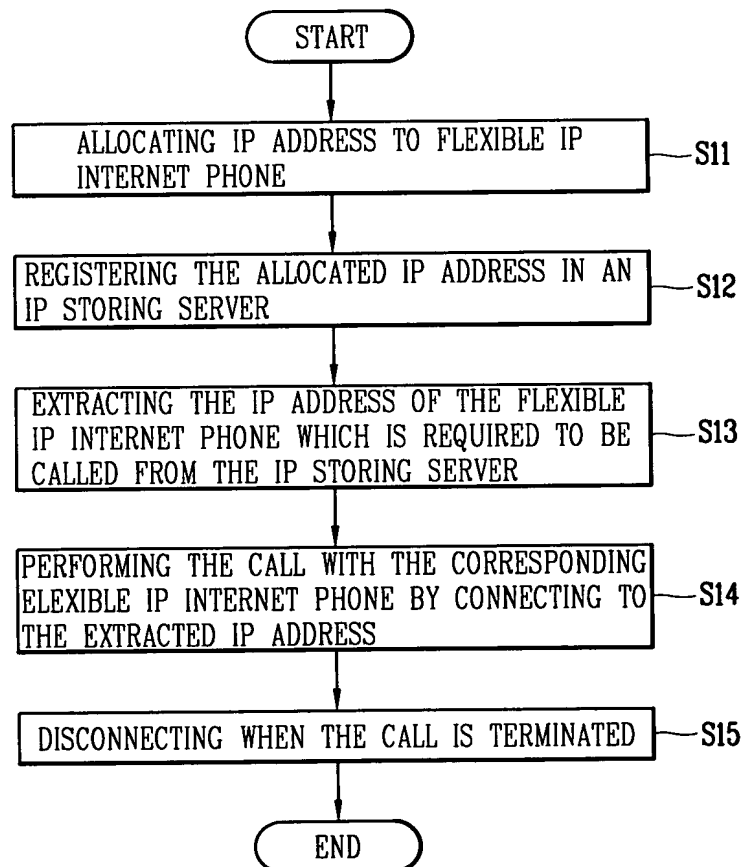 START
ALLOCATING IP ADDRESS TO FLEXIBLE IP
INTERNET PHONE
S11
REGISTERING THE ALLOCATED IP ADDRESS IN AN
IP STORING SERVER
S12
EXTRACTING THE IP ADDRESS OF THE FLEXIBLE
IP INTERNET PHONE WHICH IS REQUIRED TO BE
CALLED FROM THE IP STORING SERVER
S13
PERFORMING THE CALL WITH THE CORRESPONDING
ELEXIBLE IP INTERNET PHONE BY CONNECTING TO
THE EXTRACTED IP ADDRESS
S14
DISCONNECTING WHEN THE CALL IS TERMINATED
S15
END